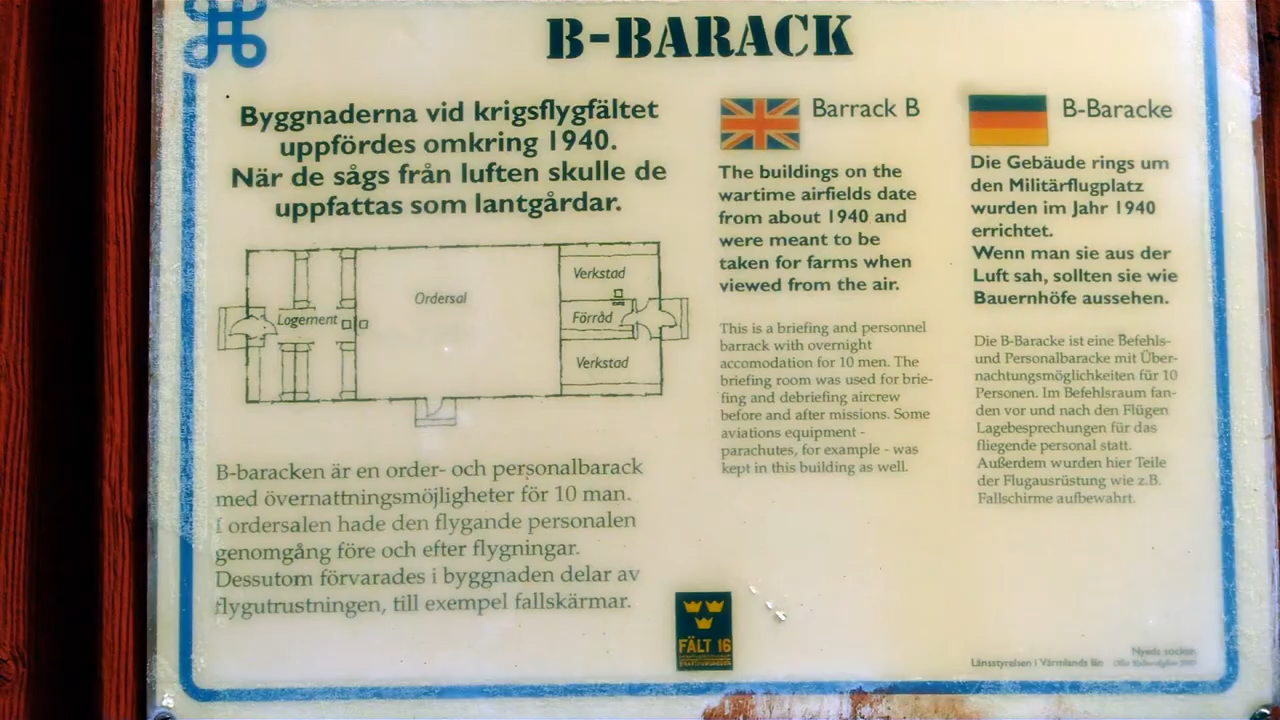 B-BARACK
Byggnaderna vid krigsflygfältet
uppfördes omkring 1940.
När de sågs från luften skulle de
uppfattas som lantgårdar.
Verkstad
Ordersal
Logement
Förråd
Verkstad
B-baracken är en order- och personalbarack
med övernattningsmöjligheter för 10 man.
I ordersalen hade den flygande personalen
genomgång före och efter flygningar.
Dessutom förvarades i byggnaden delar av
flygutrustningen, till exempel fallskärmar.
Barrack B
The buildings on the
wartime airfields date
from about 1940 and
were meant to be
taken for farms when
viewed from the air.
This is a briefing and personnel
barrack with overnight
accomodation for 10 men. The
briefing room was used for brie-
fing and debriefing aircrew
before and after missions. Some
aviations equipment -
parachutes, for example - was
kept in this building as well.
B-Baracke
Die Gebäude rings um
den Militärflugplatz
wurden im Jahr 1940
errichtet.
Wenn man sie aus der
Luft sah, sollten sie wie
Bauernhöfe aussehen.
Die B-Baracke ist eine Befehls-
und Personalbaracke mit Über-
nachtungsmöglichkeiten für 10
Personen. Im Befehlsraum fan-
den vor und nach den Flügen
Lagebesprechungen für das
fliegende personal statt.
Außerdem wurden hier Teile
der Flugausrüstung wie z.B.
Fallschirme aufbewahrt.
FÄLT 16
Nyeds socken
Länsstyrelsen i Värmlands län